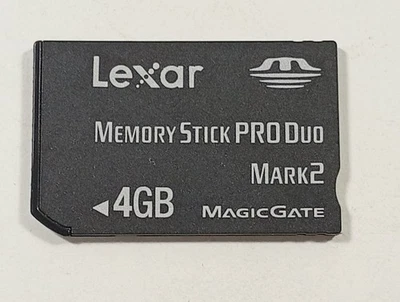 Lexar
MEMORY STICK PRO DUO
MARK2
◄4GB MAGICGATE